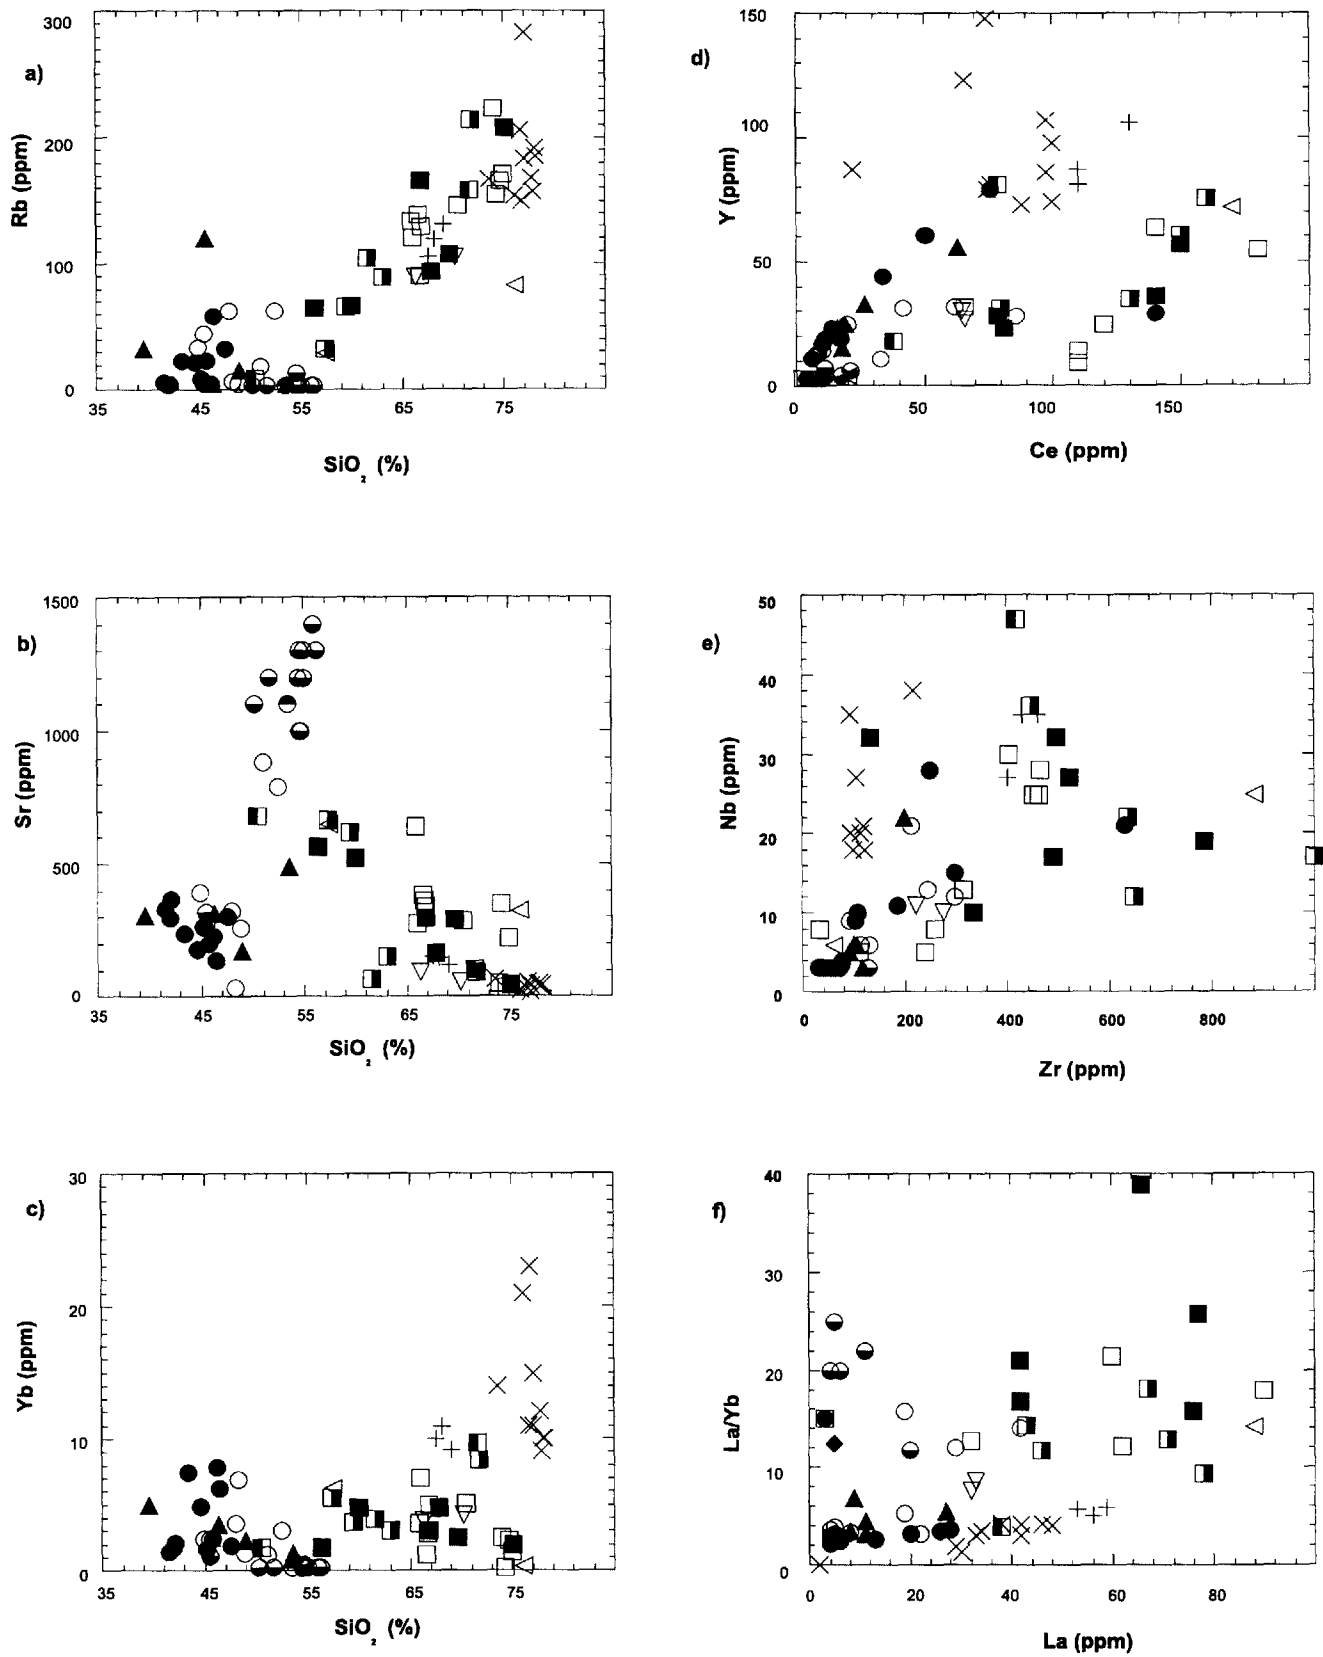 a)
Rb (ppm)
300
200
100
0
35 45 55 65 75
SiO₂ (%)
d)
Y (ppm)
150
100
50
0
0 50 100 150
Ce (ppm)
b)
Sr (ppm)
1500
1000
500
0
35 45 55 65 75
SiO₂ (%)
e)
Nb (ppm)
50
40
30
20
10
0
0 200 400 600 800
Zr (ppm)
c)
Yb (ppm)
30
20
10
0
35 45 55 65 75
SiO₂ (%)
f)
La/Yb
40
30
20
10
0
0 20 40 60 80
La (ppm)